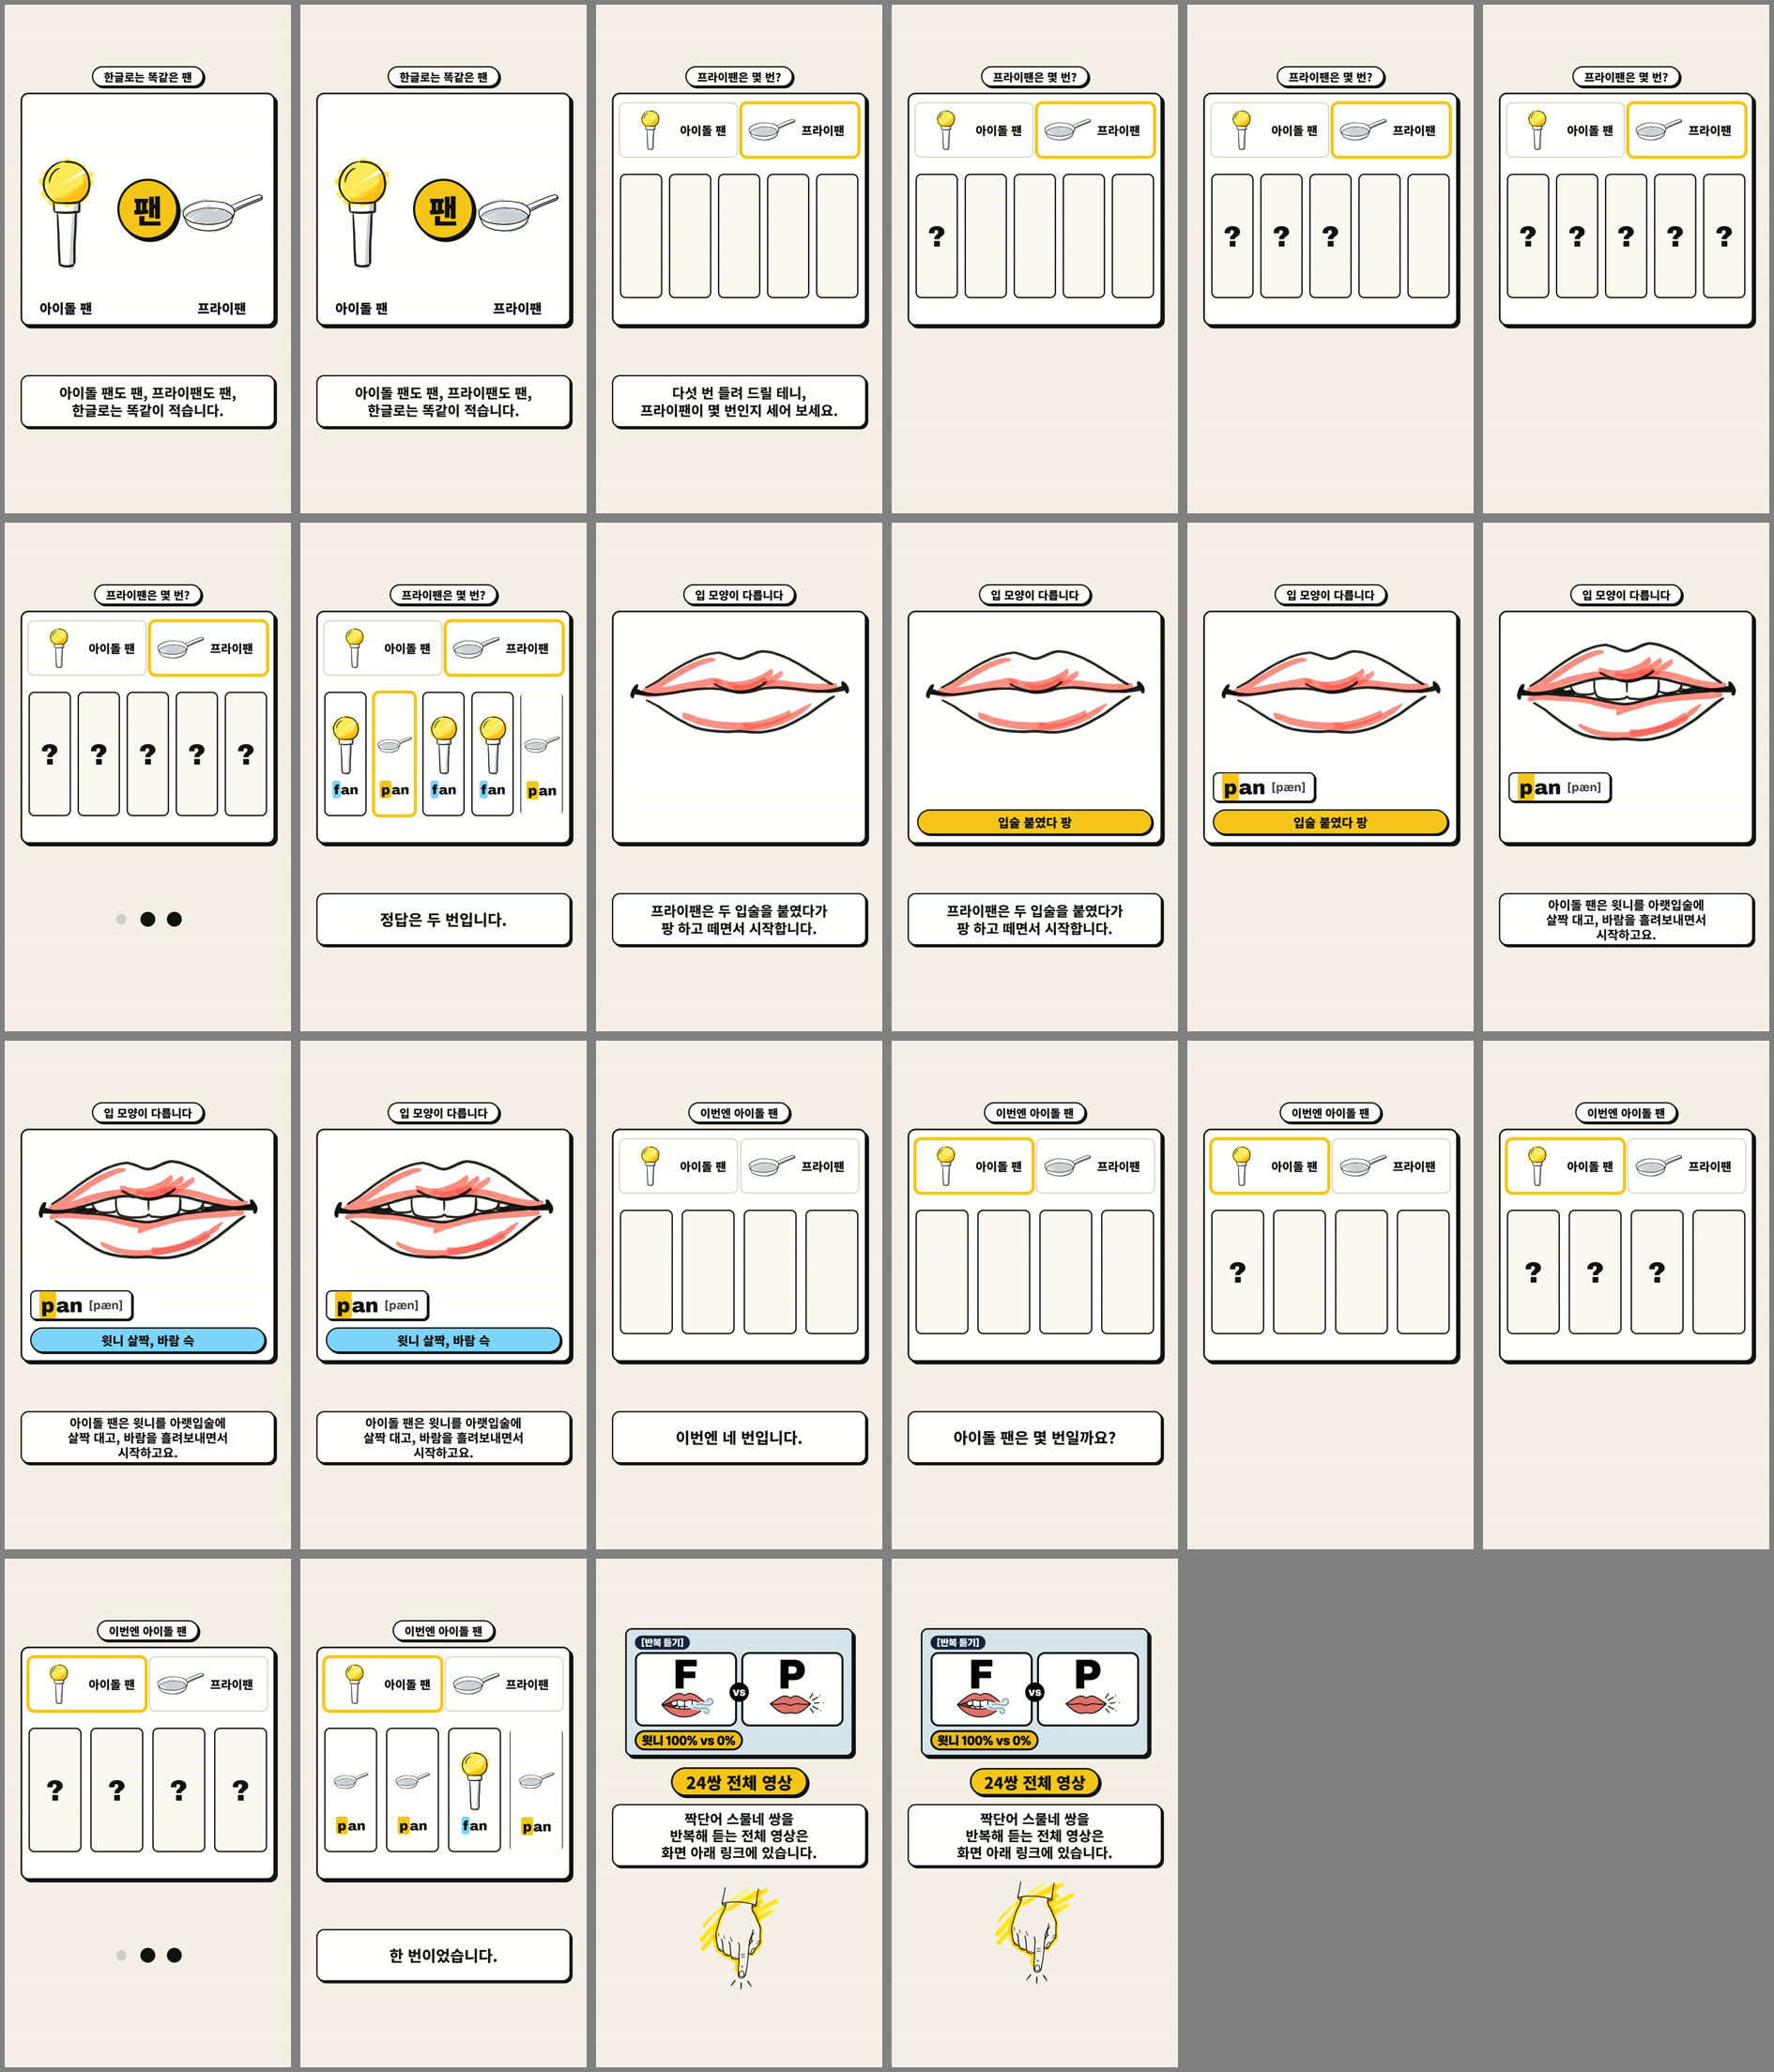 한글로는 똑같은 팬
팬
아이돌 팬
프라이팬
아이돌 팬도 팬, 프라이팬도 팬,
한글로는 똑같이 적습니다.
한글로는 똑같은 팬
팬
아이돌 팬
프라이팬
아이돌 팬도 팬, 프라이팬도 팬,
한글로는 똑같이 적습니다.
프라이팬은 몇 번?
아이돌 팬
프라이팬
다섯 번 들려 드릴 테니,
프라이팬이 몇 번인지 세어 보세요.
프라이팬은 몇 번?
아이돌 팬
프라이팬
?
프라이팬은 몇 번?
아이돌 팬
프라이팬
? ? ?
프라이팬은 몇 번?
아이돌 팬
프라이팬
? ? ? ? ?
프라이팬은 몇 번?
아이돌 팬
프라이팬
? ? ? ? ?
프라이팬은 몇 번?
아이돌 팬
프라이팬
fan pan fan fan pan
정답은 두 번입니다.
입 모양이 다릅니다
프라이팬은 두 입술을 붙였다가
팡 하고 떼면서 시작합니다.
입 모양이 다릅니다
입술 붙였다 팡
프라이팬은 두 입술을 붙였다가
팡 하고 떼면서 시작합니다.
입 모양이 다릅니다
pan [pæn]
입술 붙였다 팡
입 모양이 다릅니다
pan [pæn]
아이돌 팬은 윗니를 아랫입술에
살짝 대고, 바람을 흘려보내면서
시작하고요.
입 모양이 다릅니다
pan [pæn]
윗니 살짝, 바람 슥
아이돌 팬은 윗니를 아랫입술에
살짝 대고, 바람을 흘려보내면서
시작하고요.
입 모양이 다릅니다
pan [pæn]
윗니 살짝, 바람 슥
아이돌 팬은 윗니를 아랫입술에
살짝 대고, 바람을 흘려보내면서
시작하고요.
이번엔 아이돌 팬
아이돌 팬
프라이팬
이번엔 네 번입니다.
이번엔 아이돌 팬
아이돌 팬
프라이팬
아이돌 팬은 몇 번일까요?
이번엔 아이돌 팬
아이돌 팬
프라이팬
?
이번엔 아이돌 팬
아이돌 팬
프라이팬
? ? ?
이번엔 아이돌 팬
아이돌 팬
프라이팬
? ? ? ?
이번엔 아이돌 팬
아이돌 팬
프라이팬
pan pan fan pan
한 번이었습니다.
[반복 듣기]
F vs P
윗니 100% vs 0%
24쌍 전체 영상
짝단어 스물네 쌍을
반복해 듣는 전체 영상은
화면 아래 링크에 있습니다.
[반복 듣기]
F vs P
윗니 100% vs 0%
24쌍 전체 영상
짝단어 스물네 쌍을
반복해 듣는 전체 영상은
화면 아래 링크에 있습니다.